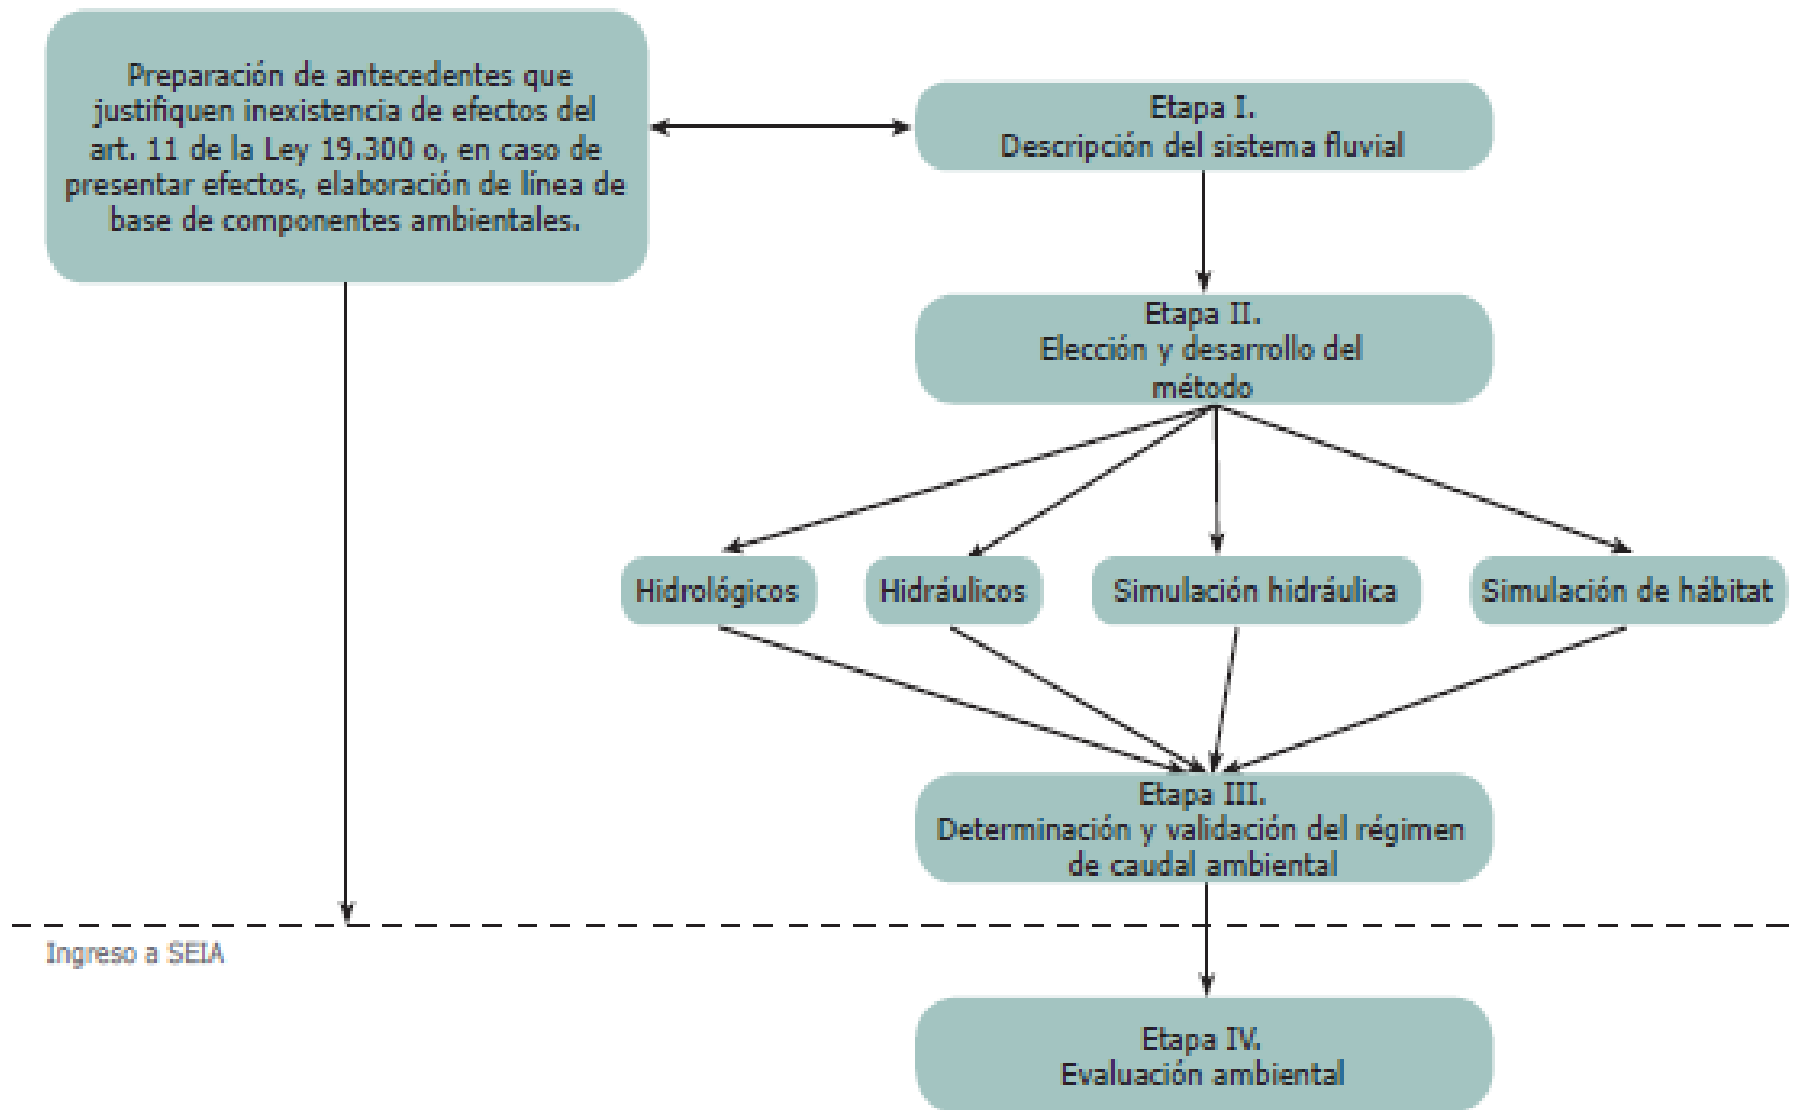 Preparación de antecedentes que
justifiquen inexistencia de efectos del
art. 11 de la Ley 19.300 o, en caso de
presentar efectos, elaboración de línea de
base de componentes ambientales.
Etapa I.
Descripción del sistema fluvial
Etapa II.
Elección y desarrollo del
método
Hidrológicos
Hidráulicos
Simulación hidráulica
Simulación de hábitat
Etapa III.
Determinación y validación del régimen
de caudal ambiental
Ingreso a SEIA
Etapa IV.
Evaluación ambiental